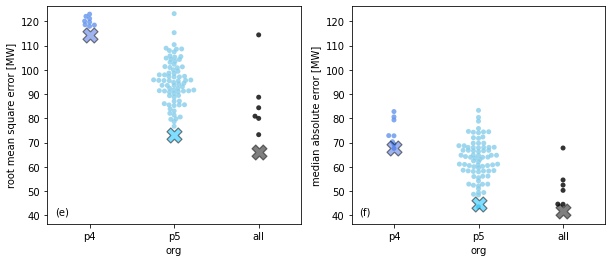 root mean square error [MW]
120
110
100
90
80
70
60
50
40
(e)
p4 p5 all
org
median absolute error [MW]
120
110
100
90
80
70
60
50
40
(f)
p4 p5 all
org